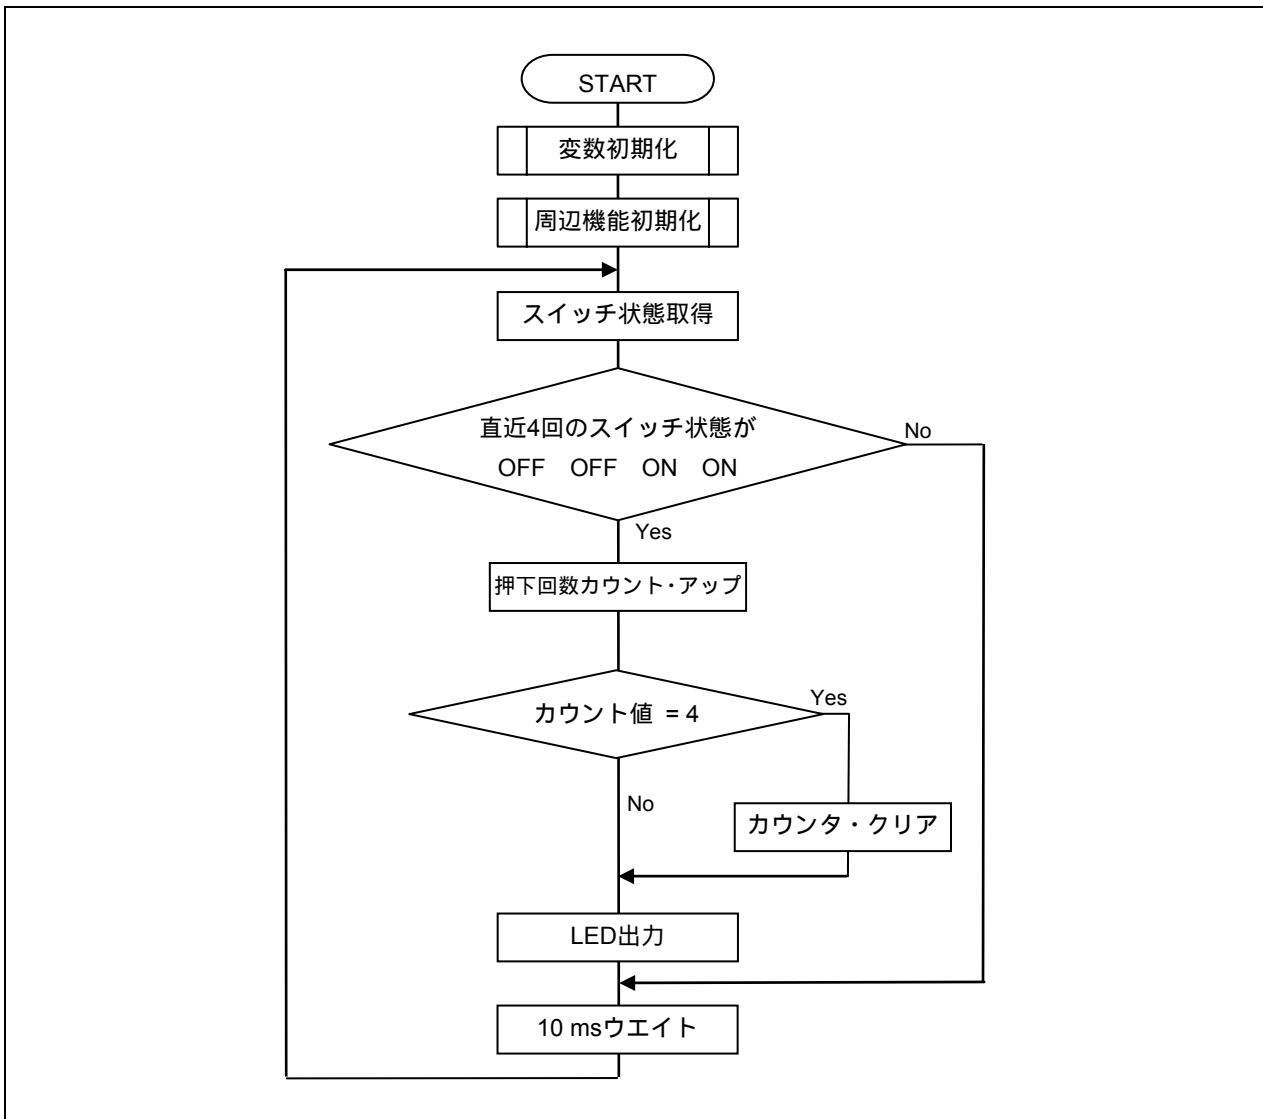 START
変数初期化
周辺機能初期化
スイッチ状態取得
直近4回のスイッチ状態が
OFF OFF ON ON
No
Yes
押下回数カウント・アップ
カウント値 = 4
Yes
No
カウンタ・クリア
LED出力
10 msウエイト